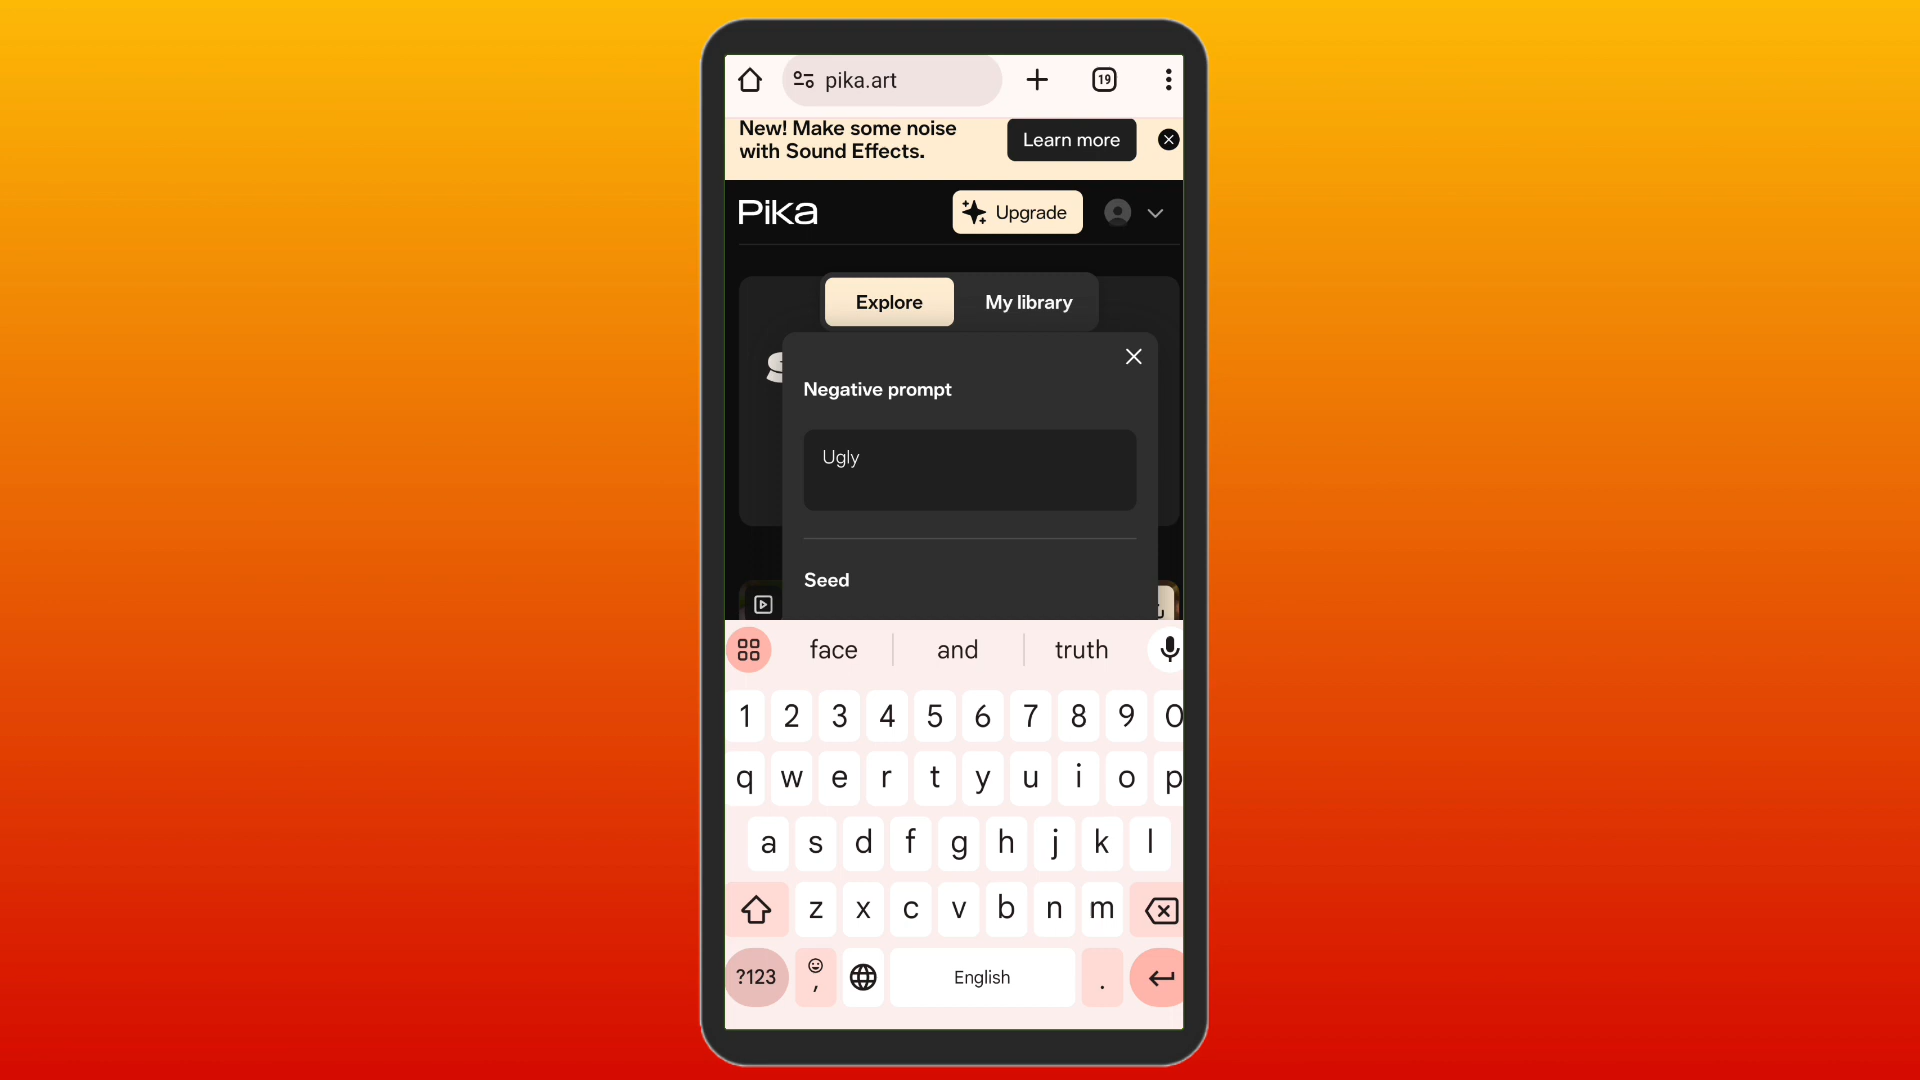 pika.art
19
New! Make some noise
with Sound Effects.
Learn more
Pika
Upgrade
Explore
My library
Negative prompt
Ugly
Seed
face and truth
1 2 3 4 5 6 7 8 9 0
q w e r t y u i o p
a s d f g h j k l
z x c v b n m
?123 , English .